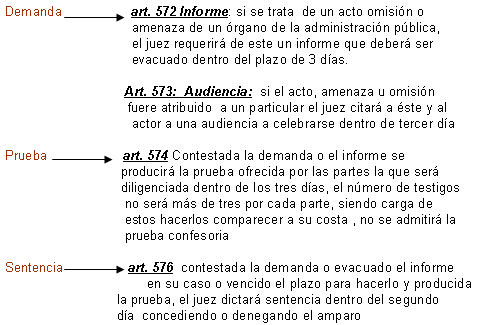 Demanda art. 572 Informe: si se trata de un acto omisión o
amenaza de un órgano de la administración pública,
el juez requerirá de este un informe que deberá ser
evacuado dentro del plazo de 3 días.
Art. 573: Audiencia: si el acto, amenaza u omisión
fuere atribuido a un particular el juez citará a éste y al
actor a una audiencia a celebrarse dentro de tercer día
Prueba art. 574 Contestada la demanda o el informe se
producirá la prueba ofrecida por las partes la que será
diligenciada dentro de los tres días, el número de testigos
no será más de tres por cada parte, siendo carga de
estos hacerlos comparecer a su costa , no se admitirá la
prueba confesoria
Sentencia art. 576 contestada la demanda o evacuado el informe
en su caso o vencido el plazo para hacerlo y producida
la prueba, el juez dictará sentencia dentro del segundo
día concediendo o denegando el amparo